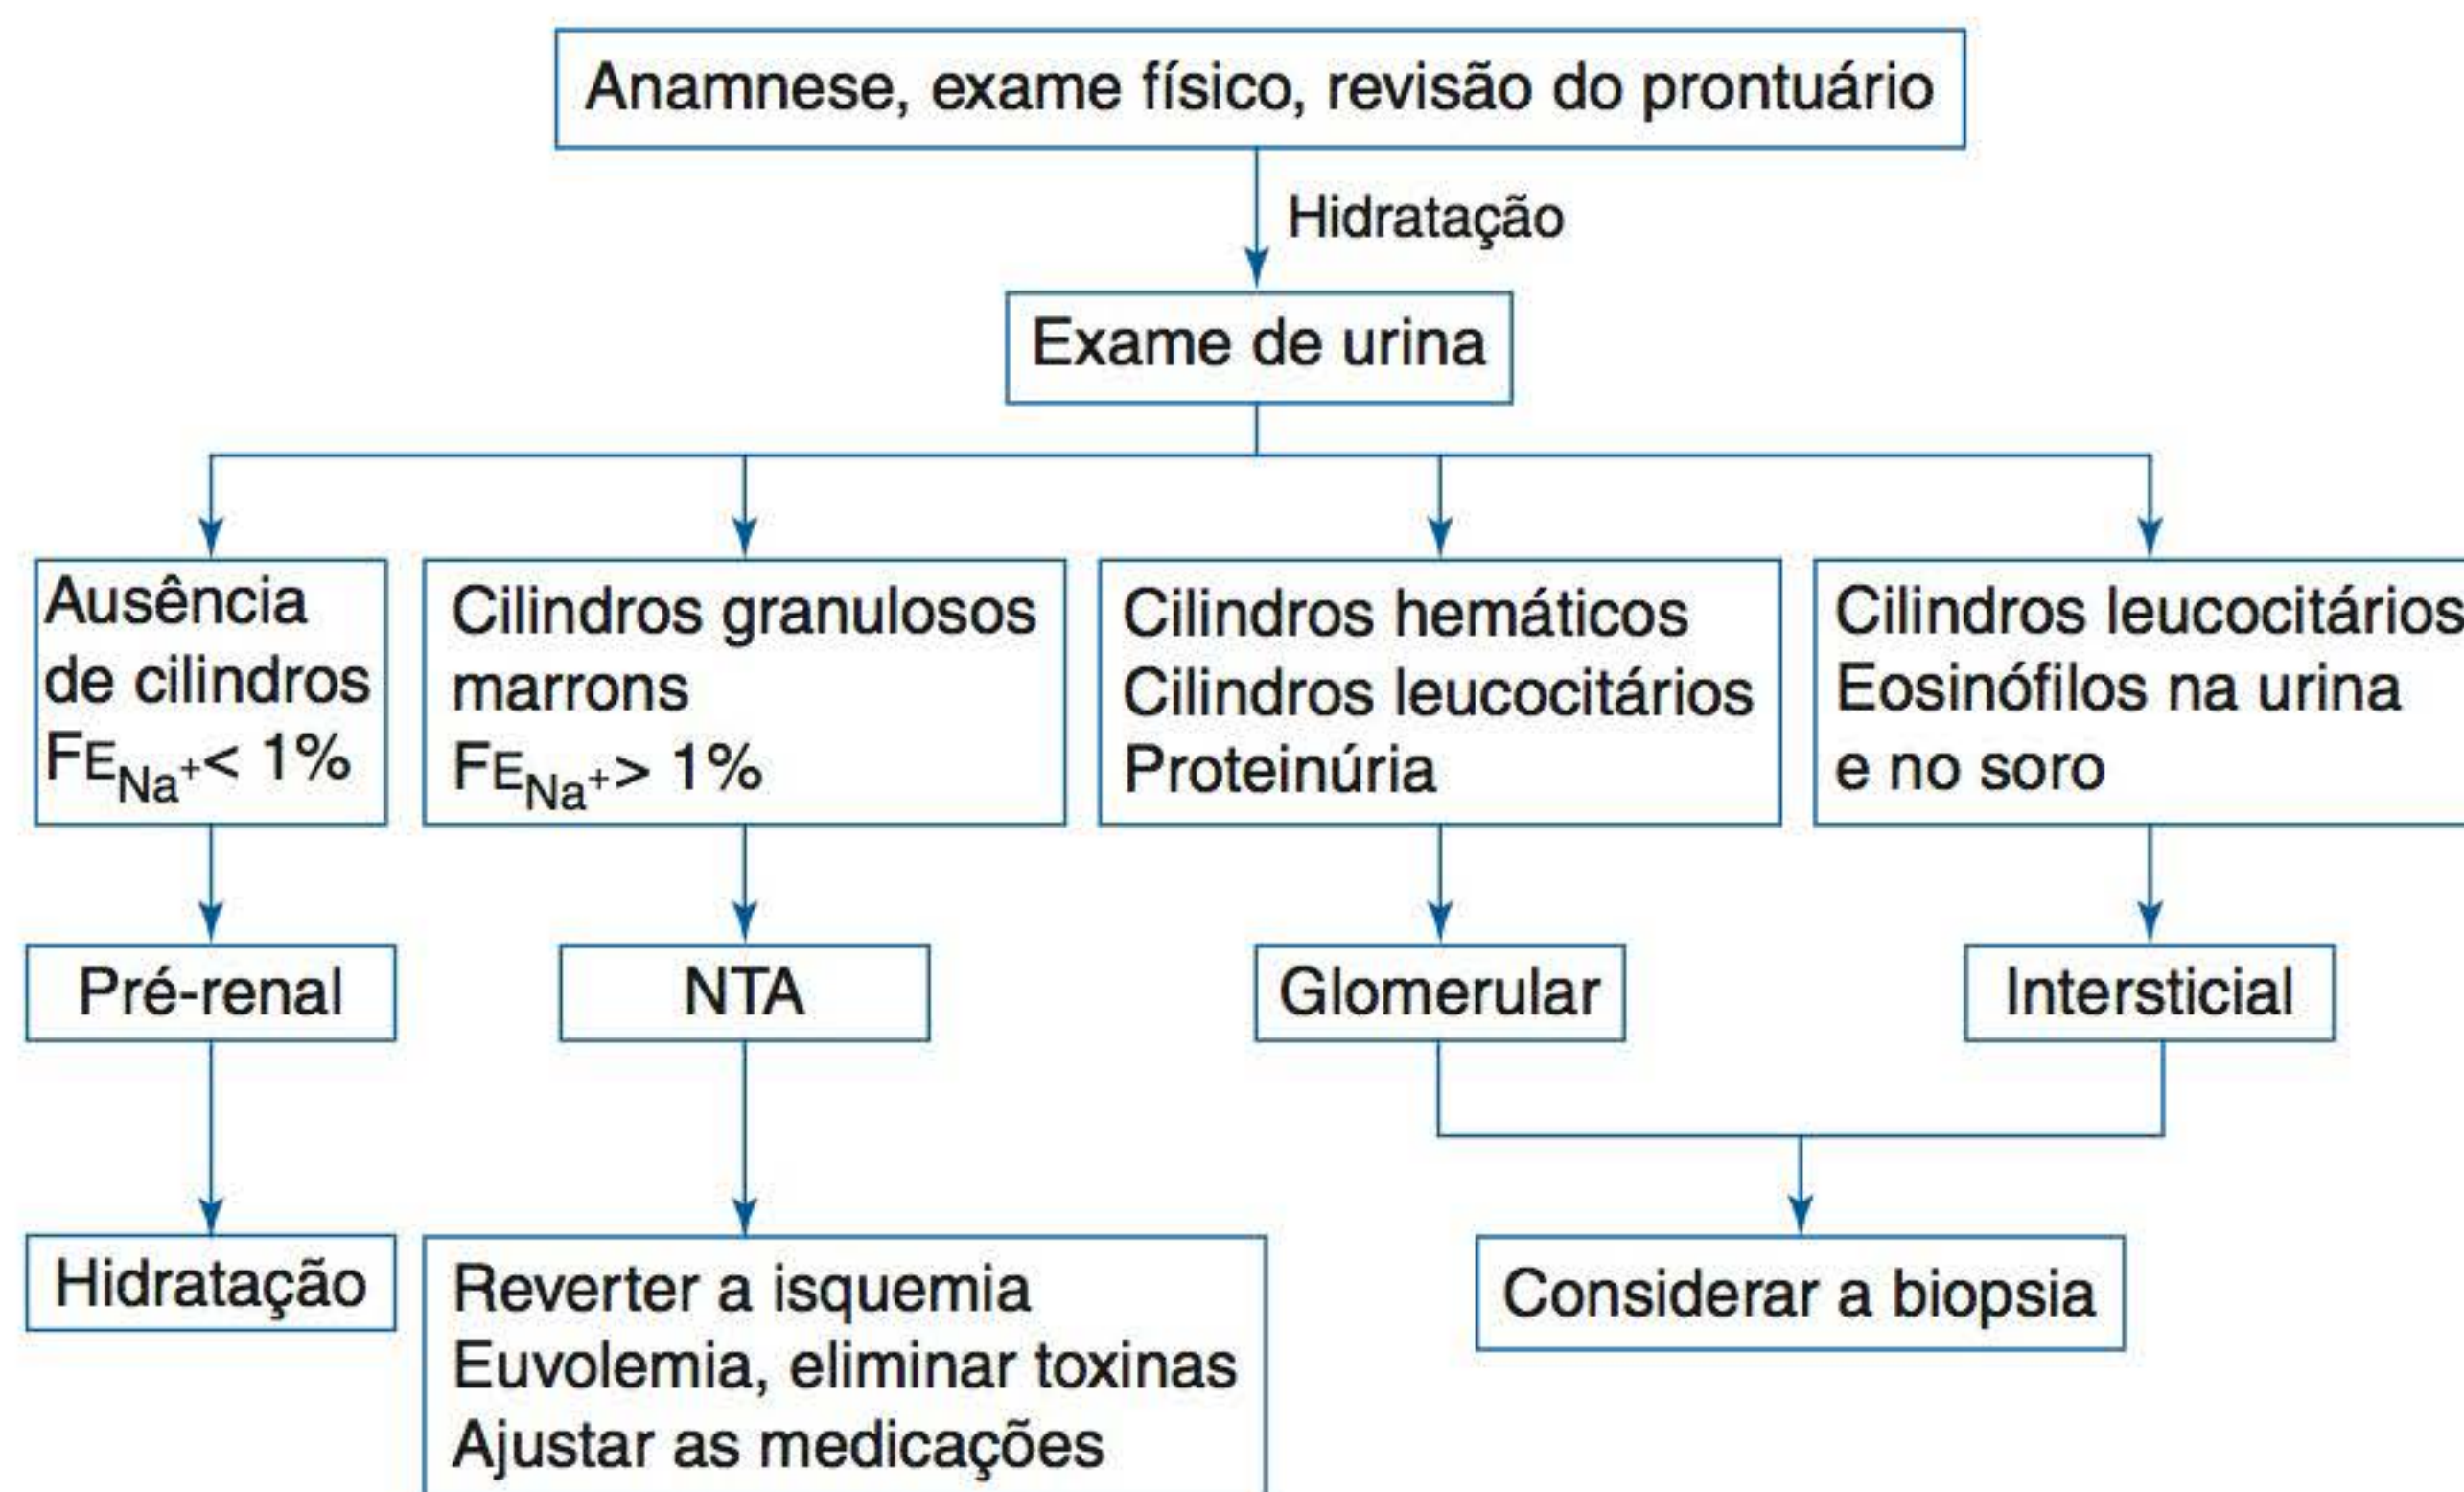 Anamnese, exame físico, revisão do prontuário
Hidratação
Exame de urina
Ausência
de cilindros
FENa+< 1%
Cilindros granulosos
marrons
FENa+> 1%
Cilindros hemáticos
Cilindros leucocitários
Proteinúria
Cilindros leucocitários
Eosinófilos na urina
e no soro
Pré-renal
NTA
Glomerular
Intersticial
Hidratação
Reverter a isquemia
Euvolemia, eliminar toxinas
Ajustar as medicações
Considerar a biopsia